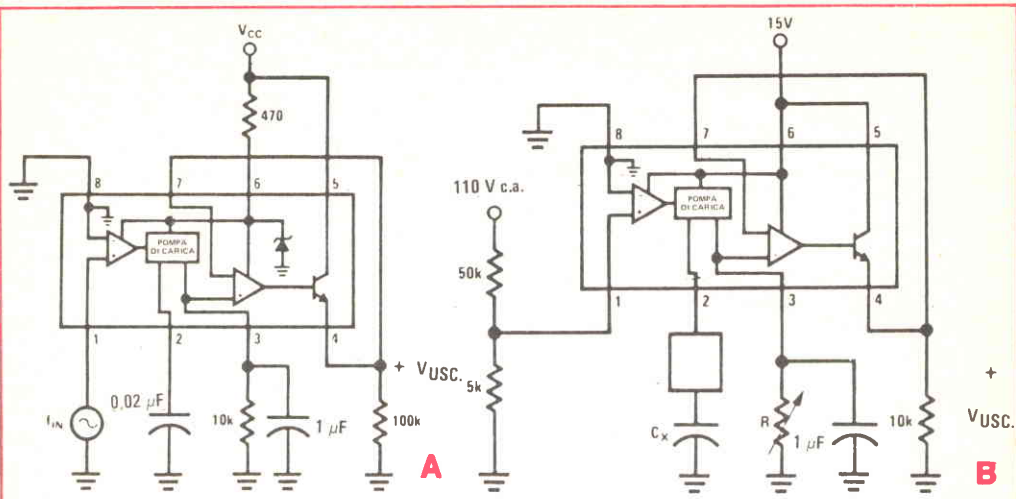 VCC
470
8
7
6
5
POMPA
DI CARICA
1
2
3
4
fIN
0,02 µF
10k
1 µF
100k
+ VUSC.
A
15V
8
7
6
5
110 V c.a.
50k
5k
POMPA
DI CARICA
1
2
3
4
Cx
R
1 µF
10k
+
VUSC.
B